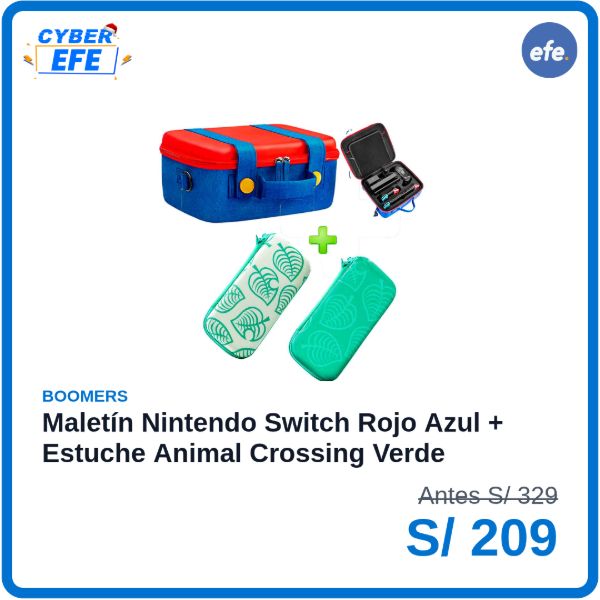 CYBER
EFE
efe.
BOOMERS
Maletín Nintendo Switch Rojo Azul +
Estuche Animal Crossing Verde
Antes S/ 329
S/ 209